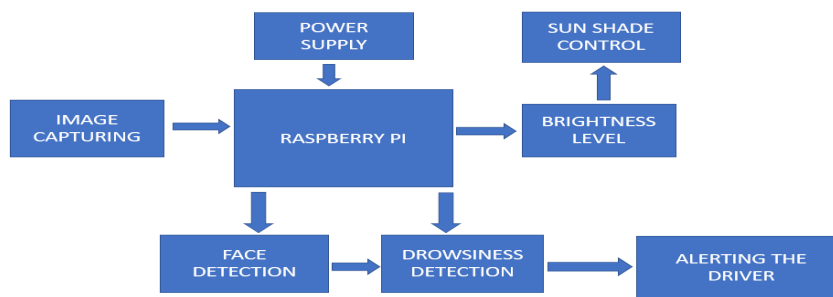 POWER
SUPPLY
SUN SHADE
CONTROL
IMAGE
CAPTURING
RASPBERRY PI
BRIGHTNESS
LEVEL
FACE
DETECTION
DROWSINESS
DETECTION
ALERTING THE
DRIVER